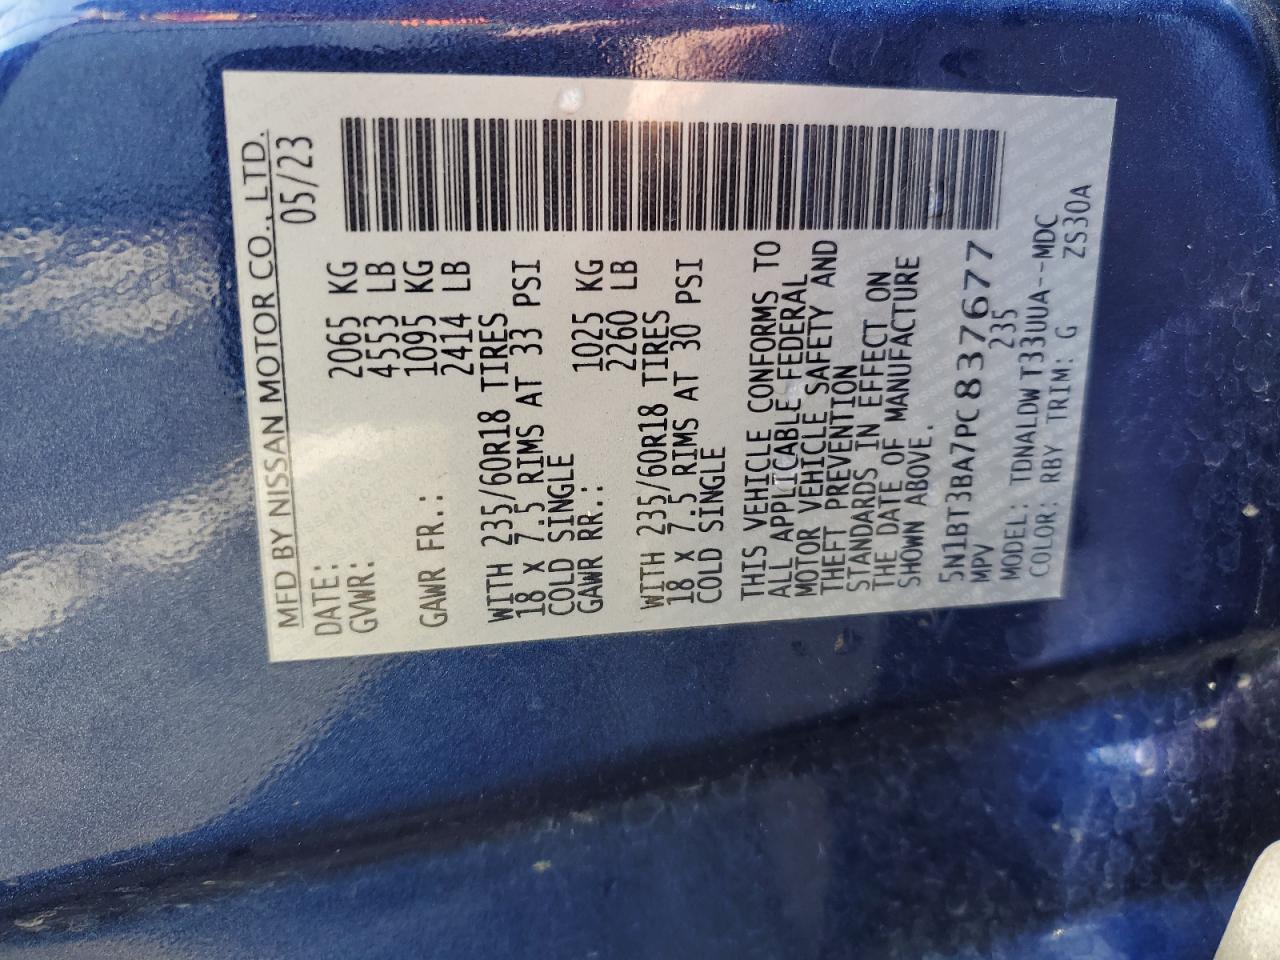 MFD BY NISSAN MOTOR CO., LTD.
DATE: 05/23
GVWR: 2065 KG
4553 LB
GAWR FR.: 1095 KG
2414 LB
WITH 235/60R18 TIRES
18 x 7.5 RIMS AT 33 PSI
COLD SINGLE
GAWR RR.: 1025 KG
2260 LB
WITH 235/60R18 TIRES
18 x 7.5 RIMS AT 30 PSI
COLD SINGLE
THIS VEHICLE CONFORMS TO
ALL APPLICABLE FEDERAL
MOTOR VEHICLE SAFETY AND
THEFT PREVENTION
STANDARDS IN EFFECT ON
THE DATE OF MANUFACTURE
SHOWN ABOVE.
5N1BT3BA7PC837677
MPV 235
MODEL: TDNALDW T33UUA--MDC
COLOR: RBY TRIM: G ZS30A